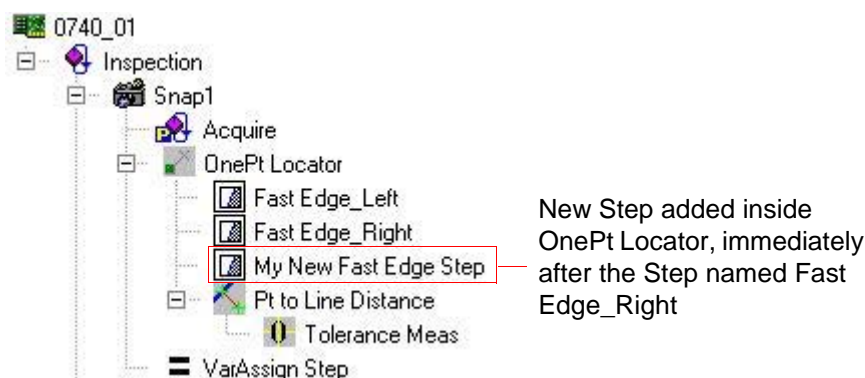 0740_01
Inspection
Snap1
Acquire
OnePt Locator
Fast Edge_Left
Fast Edge_Right
My New Fast Edge Step
Pt to Line Distance
Tolerance Meas
VarAssign Step
New Step added inside
OnePt Locator, immediately
after the Step named Fast
Edge_Right